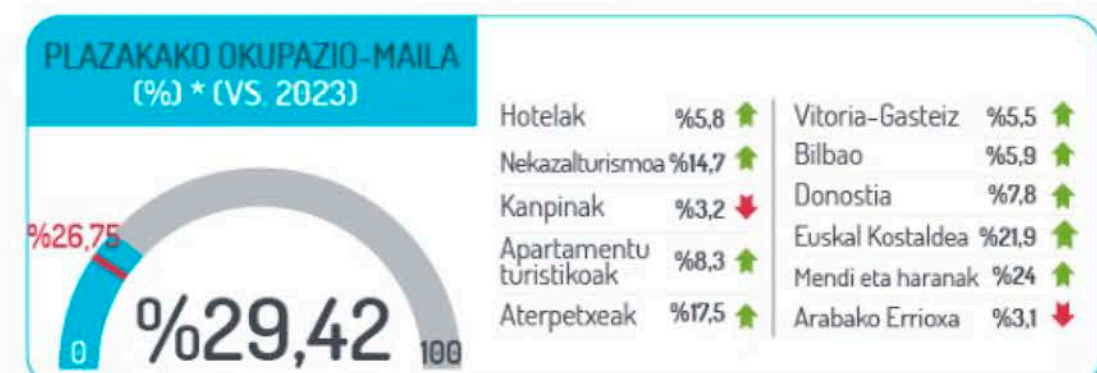 PLAZAKAKO OKUPAZIO-MAILA
(%) * (VS. 2023)
%26,75
%29,42
0
100
Hotelak %5,8
Nekazalturismoa %14,7
Kanpinak %3,2
Apartamentu
turistikoak %8,3
Aterpetxeak %17,5
Vitoria-Gasteiz %5,5
Bilbao %5,9
Donostia %7,8
Euskal Kostaldea %21,9
Mendi eta haranak %24
Arabako Errioxa %3,1